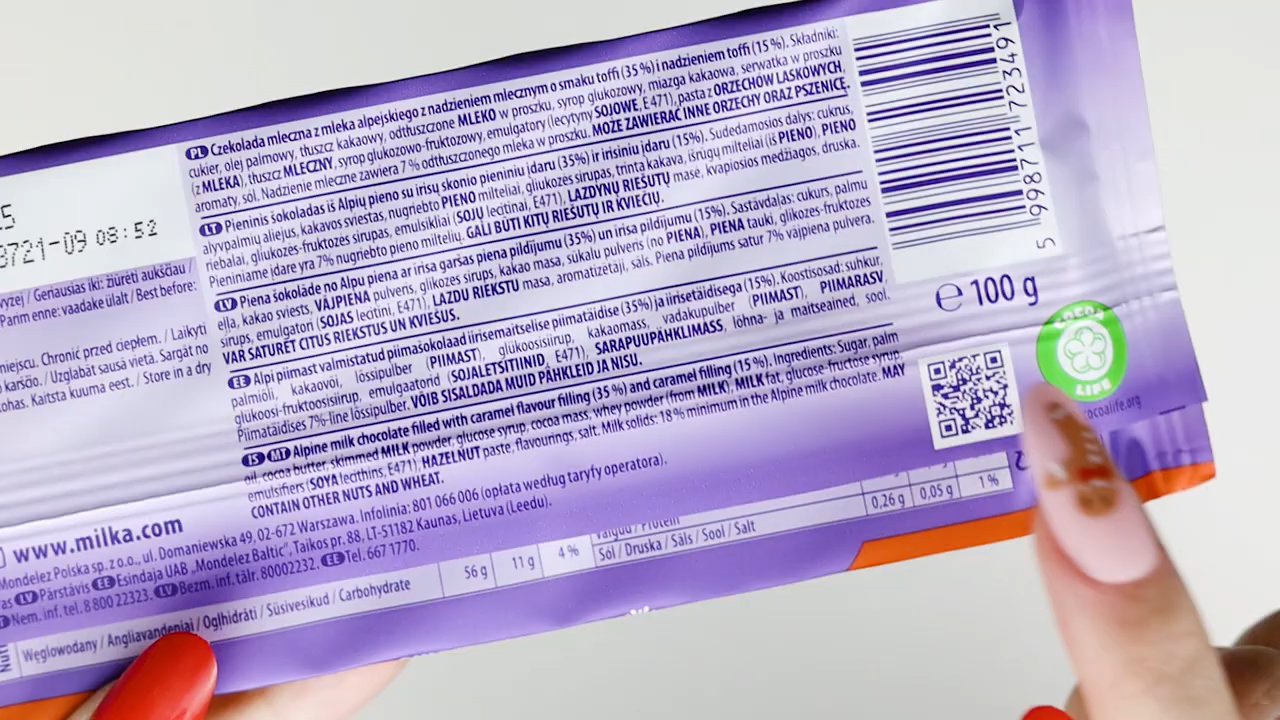 PL Czekolada mleczna z mleka alpejskiego z nadzieniem mlecznym o smaku toffi (35 %) i nadzieniem toffi (15 %). Składniki:
cukier, olej palmowy, tłuszcz kakaowy, odtłuszczone MLEKO w proszku, syrop glukozowy, miazga kakaowa, serwatka w proszku
(z MLEKA), tłuszcz MLECZNY, syrop glukozowo-fruktozowy, emulgatory (lecytyny SOJOWE, E471), pasta z ORZECHÓW LASKOWYCH,
aromaty, sól. Nadzienie mleczne zawiera 7 % odtłuszczonego mleka w proszku. MOŻE ZAWIERAĆ INNE ORZECHY ORAZ PSZENICĘ.
LT Pieninis šokoladas iš Alpių pieno su irisų skonio pieniniu įdaru (35%) ir irisiniu įdaru (15%). Sudedamosios dalys: cukrus,
alyvpalmių aliejus, kakavos sviestas, nugriebto PIENO milteliai, gliukozės sirupas, trinta kakava, išrūgų milteliai (iš PIENO), PIENO
riebalai, gliukozės-fruktozės sirupas, emulsikliai (SOJŲ lecitinai, E471), LAZDYNŲ RIEŠUTŲ masė, kvapiosios medžiagos, druska.
Pieniniame įdare yra 7% nugriebto pieno miltelių. GALI BŪTI KITŲ RIEŠUTŲ IR KVIEČIŲ.
LV Piena šokolāde no Alpu piena ar īrisa garšas piena pildījumu (35%) un īrisa pildījumu (15%). Sastāvdaļas: cukurs, palmu
eļļa, kakao sviests, VĀJPIENA pulveris, glikozes sīrups, kakao masa, sūkalu pulveris (no PIENA), PIENA tauki, glikozes-fruktozes
sīrups, emulgatori (SOJAS lecitīni, E471), LAZDU RIEKSTU masa, aromatizētāji, sāls. Piena pildījums satur 7% vājpiena pulvera.
VAR SATURĒT CITUS RIEKSTUS UN KVIEŠUS.
EE Alpi piimast valmistatud piimašokolaad iirisemaitselise piimatäidise (35%) ja iirisetäidisega (15%). Koostisosad: suhkur,
palmiõli, kakaovõi, lõssipulber (PIIMAST), glükoosisiirup, kakaomass, vadakupulber (PIIMAST), PIIMARASV,
glükoosi-fruktoosisiirup, emulgaatorid (SOJALETSITIINID, E471), SARAPUUPÄHKLIMASS, lõhna- ja maitseained, sool.
Piimatäidises 7%-line lõssipulber. VÕIB SISALDADA MUID PÄHKLEID JA NISU.
IS MT Alpine milk chocolate filled with caramel flavour filling (35 %) and caramel filling (15 %). Ingredients: Sugar, palm
oil, cocoa butter, skimmed MILK powder, glucose syrup, cocoa mass, whey powder (from MILK), MILK fat, glucose-fructose syrup,
emulsifiers (SOYA lecithins, E471), HAZELNUT paste, flavourings, salt. Milk solids: 18 % minimum in the Alpine milk chocolate. MAY
CONTAIN OTHER NUTS AND WHEAT.
3721-09 08:52
/ Geriausias iki: žiūrėti aukščiau /
Parim enne: vaadake ülalt / Best before:
miejscu. Chronić przed ciepłem. / Laikyti
karščio. / Uzglabāt sausā vietā. Sargāt no
Kaitsta kuuma eest. / Store in a dry
www.milka.com
Mondelez Polska sp. z o.o., ul. Domaniewska 49, 02-672 Warszawa. Infolinia: 801 066 006 (opłata według taryfy operatora).
LV Pārstāvis EE Esindaja UAB „Mondelez Baltic", Taikos pr. 88, LT-51182 Kaunas, Lietuva (Leedu).
Nem. inf. tel. 8 800 22323. LV Bezm. inf. tālr. 80002232. EE Tel. 667 1770.
Węglowodany / Angliavandeniai / Ogļhidrāti / Süsivesikud / Carbohydrate 56 g 11 g 4 %
Sól / Druska / Sāls / Sool / Salt 0,26 g 0,05 g 1 %
5 998711 723491
℮ 100 g
COCOA
LIFE
cocoalife.org